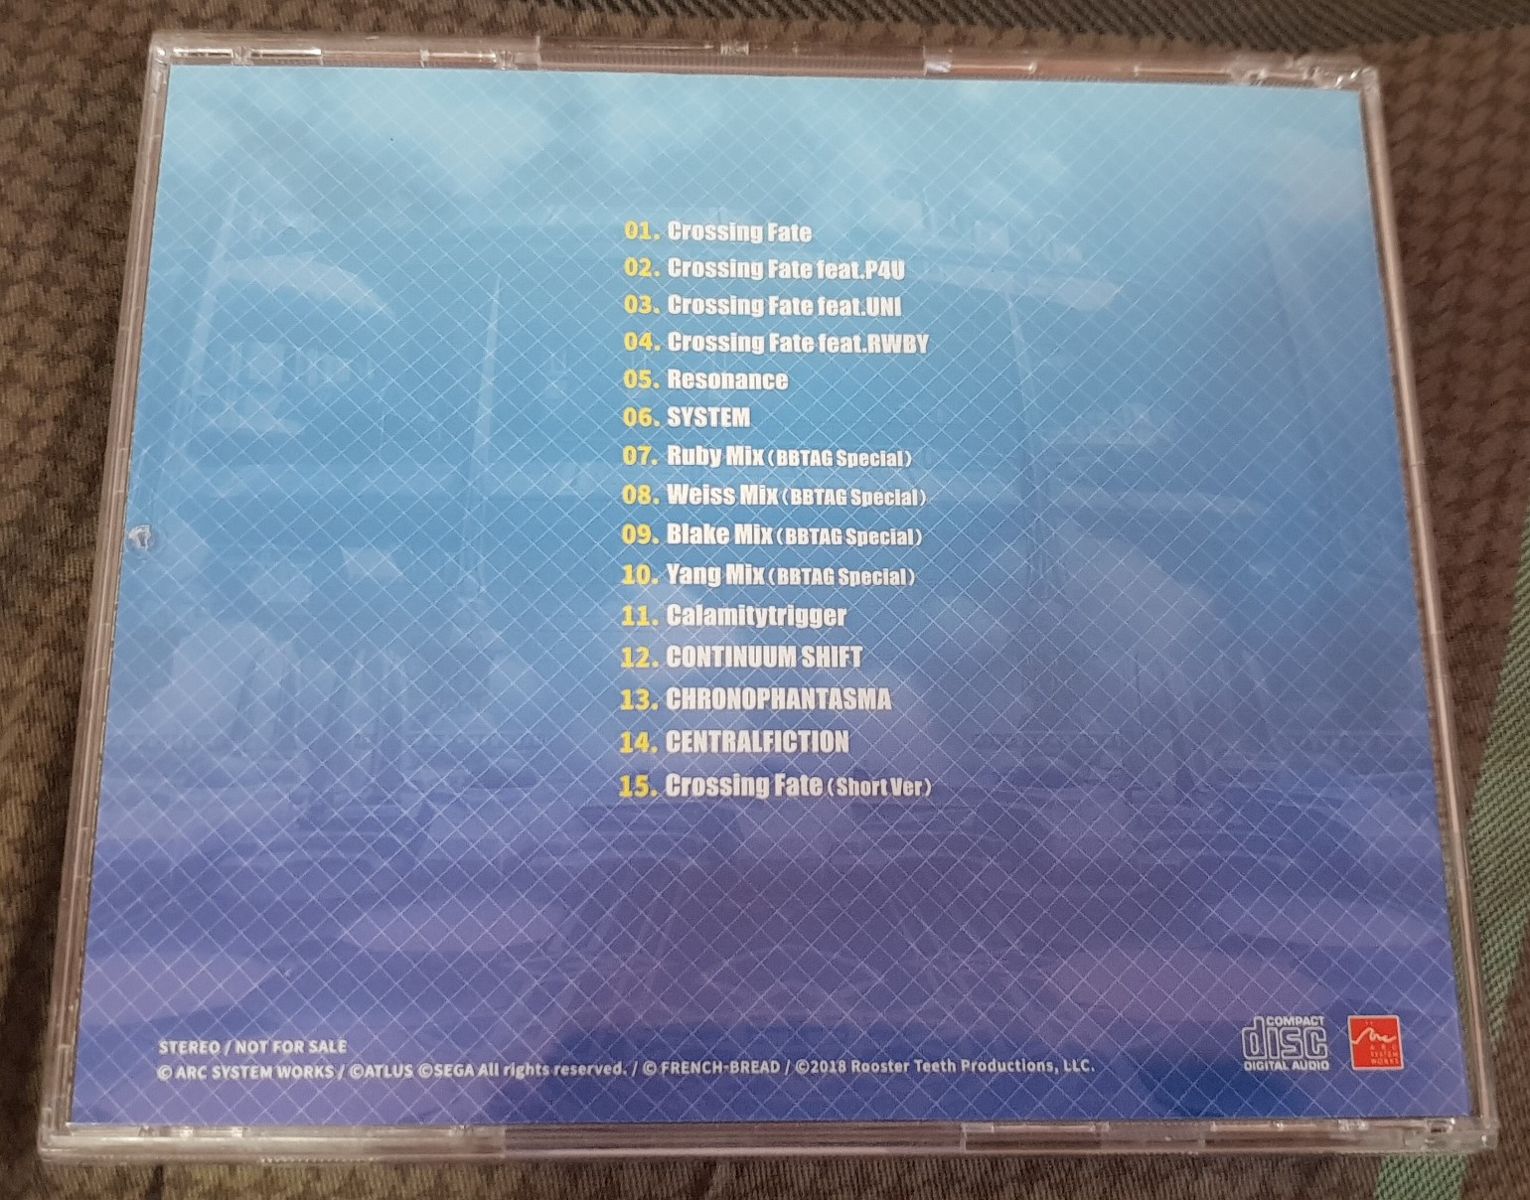 01. Crossing Fate
02. Crossing Fate feat.P4U
03. Crossing Fate feat.UNI
04. Crossing Fate feat.RWBY
05. Resonance
06. SYSTEM
07. Ruby Mix (BBTAG Special)
08. Weiss Mix (BBTAG Special)
09. Blake Mix (BBTAG Special)
10. Yang Mix (BBTAG Special)
11. Calamitytrigger
12. CONTINUUM SHIFT
13. CHRONOPHANTASMA
14. CENTRALFICTION
15. Crossing Fate (Short Ver)
STEREO / NOT FOR SALE
© ARC SYSTEM WORKS / ©ATLUS ©SEGA All rights reserved. / © FRENCH-BREAD / ©2018 Rooster Teeth Productions, LLC.
COMPACT
disc
DIGITAL AUDIO
ARC
SYSTEM
WORKS